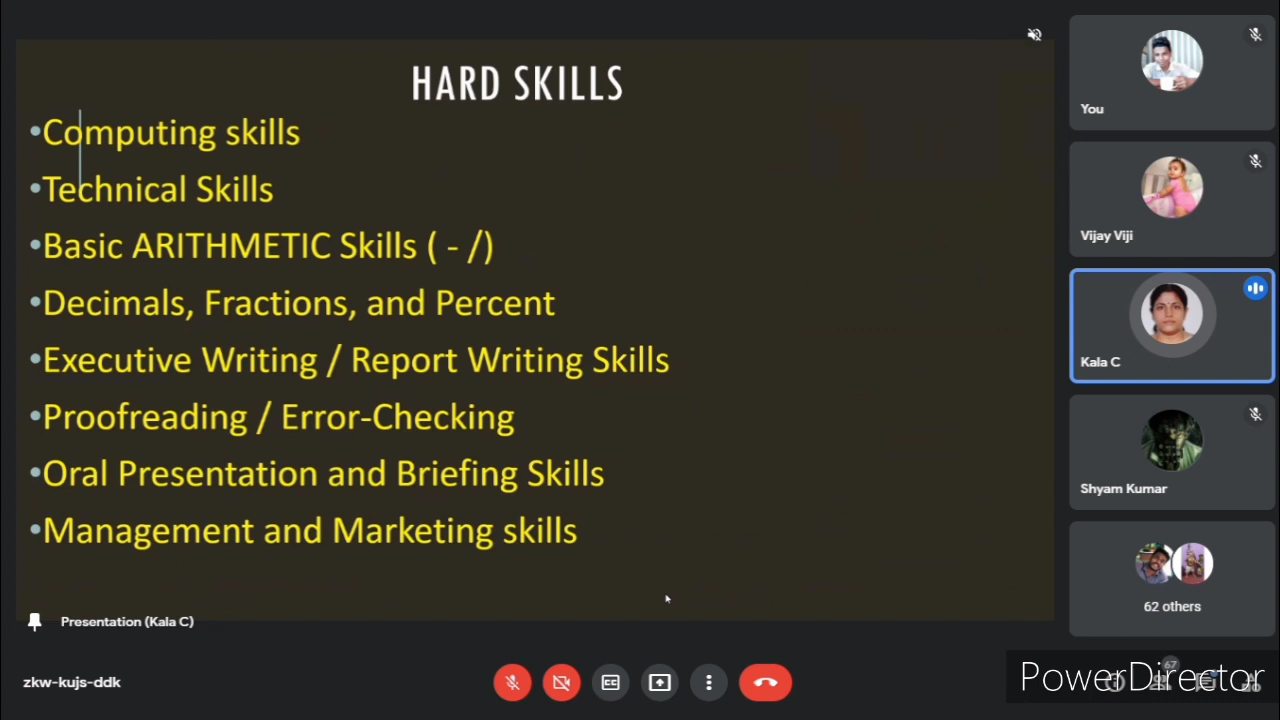 HARD SKILLS
•Computing skills
•Technical Skills
•Basic ARITHMETIC Skills ( - /)
•Decimals, Fractions, and Percent
•Executive Writing / Report Writing Skills
•Proofreading / Error-Checking
•Oral Presentation and Briefing Skills
•Management and Marketing skills
Presentation (Kala C)
You
Vijay Viji
Kala C
Shyam Kumar
62 others
zkw-kujs-ddk
CC
67
PowerDirector